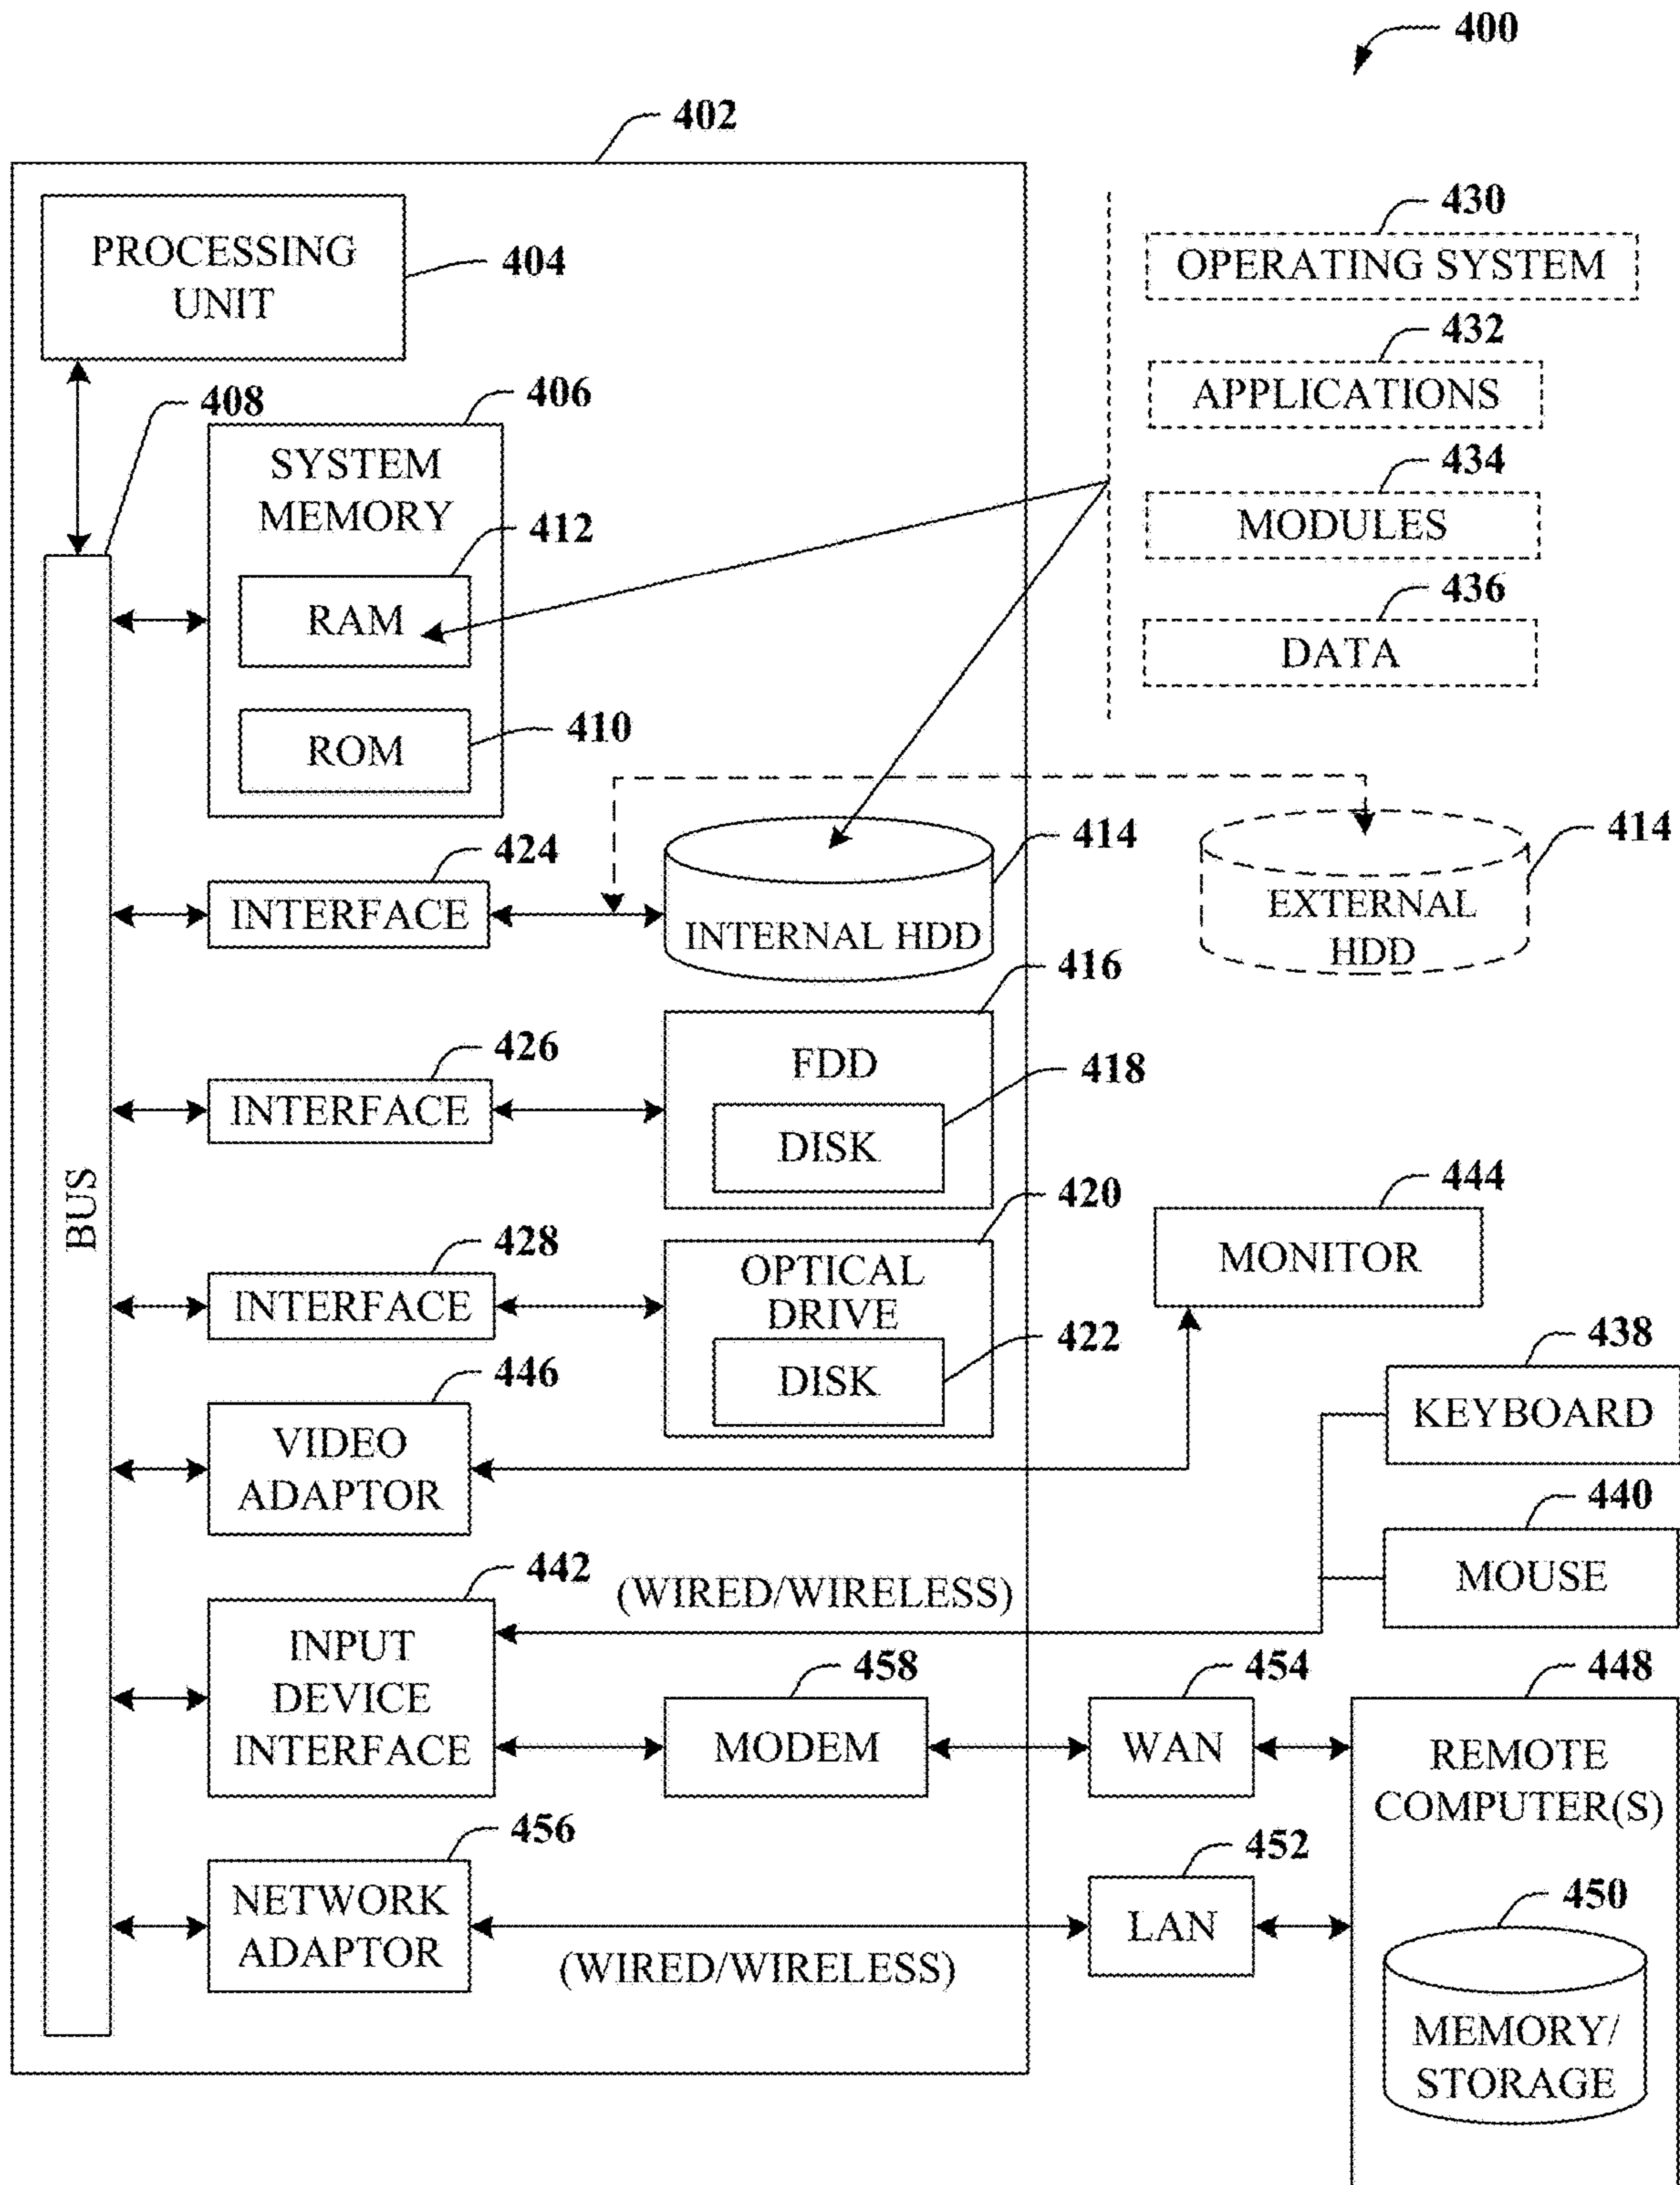 400
402
PROCESSING
UNIT
404
430
OPERATING SYSTEM
432
APPLICATIONS
434
MODULES
436
DATA
408
406
SYSTEM
MEMORY
412
RAM
410
ROM
BUS
424
INTERFACE
414
INTERNAL HDD
414
EXTERNAL
HDD
426
INTERFACE
416
FDD
418
DISK
428
INTERFACE
420
OPTICAL
DRIVE
422
DISK
444
MONITOR
446
VIDEO
ADAPTOR
438
KEYBOARD
440
MOUSE
442
INPUT
DEVICE
INTERFACE
(WIRED/WIRELESS)
458
MODEM
454
WAN
448
REMOTE
COMPUTER(S)
456
NETWORK
ADAPTOR
(WIRED/WIRELESS)
452
LAN
450
MEMORY/
STORAGE